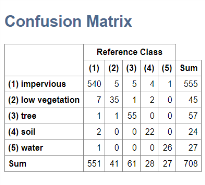 Confusion Matrix
Reference Class
(1) (2) (3) (4) (5) Sum
(1) impervious 540 5 5 4 1 555
(2) low vegetation 7 35 1 2 0 45
(3) tree 1 1 55 0 0 57
(4) soil 2 0 0 22 0 24
(5) water 1 0 0 0 26 27
Sum 551 41 61 28 27 708